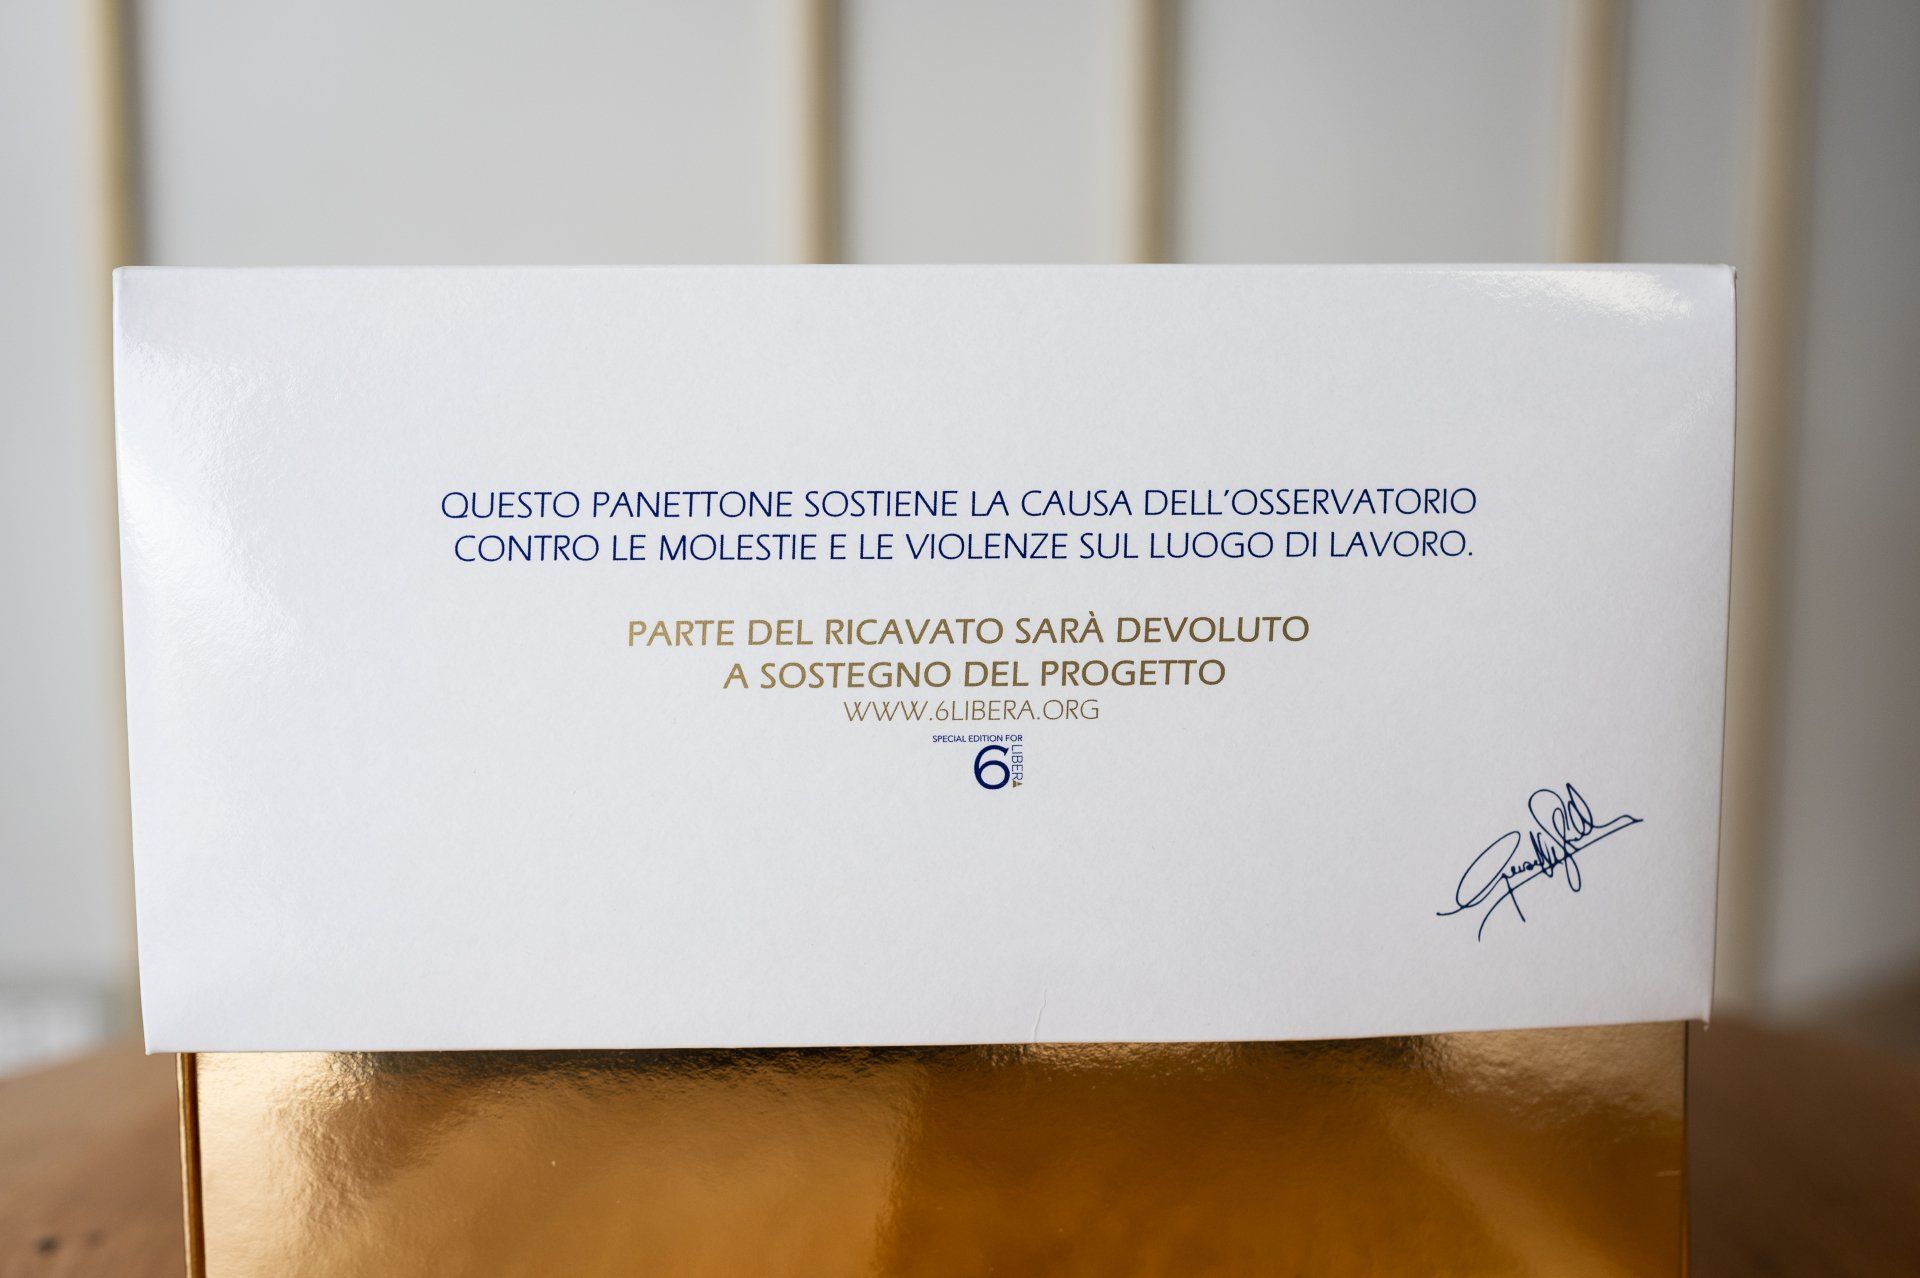 QUESTO PANETTONE SOSTIENE LA CAUSA DELL'OSSERVATORIO
CONTRO LE MOLESTIE E LE VIOLENZE SUL LUOGO DI LAVORO.
PARTE DEL RICAVATO SARÀ DEVOLUTO
A SOSTEGNO DEL PROGETTO
WWW.6LIBERA.ORG
SPECIAL EDITION FOR
6 LIBERA